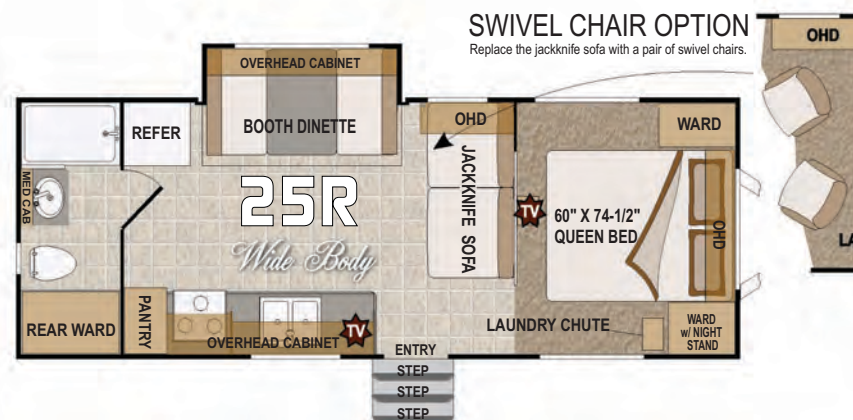 SWIVEL CHAIR OPTION
Replace the jackknife sofa with a pair of swivel chairs.
OHD
OVERHEAD CABINET
BOOTH DINETTE
REFER
OHD
WARD
MED CAB
JACKKNIFE SOFA
TV
60" X 74-1/2"
QUEEN BED
OHD
25R
Wide Body
LA
PANTRY
REAR WARD
OVERHEAD CABINET
TV
LAUNDRY CHUTE
WARD
w/ NIGHT
STAND
ENTRY
STEP
STEP
STEP